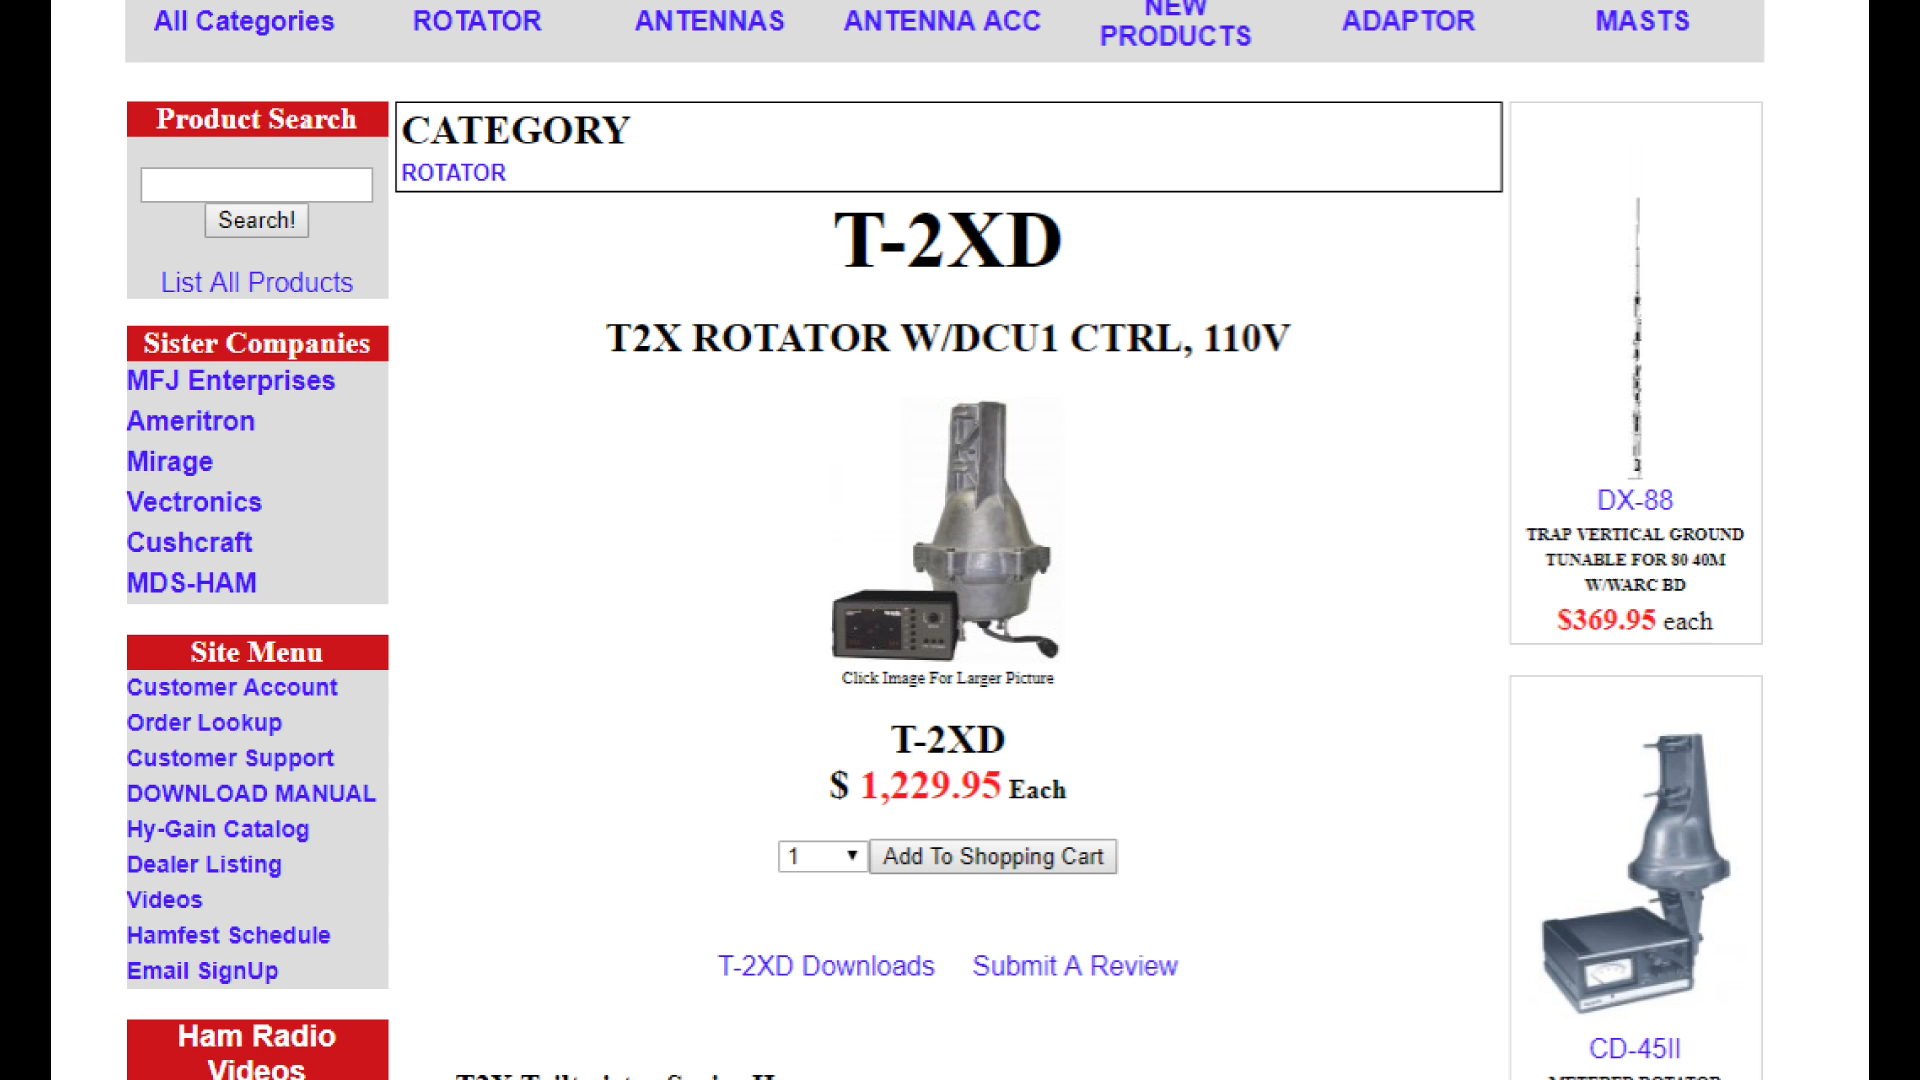 All Categories
ROTATOR
ANTENNAS
ANTENNA ACC
NEW
PRODUCTS
ADAPTOR
MASTS
Product Search
Search!
List All Products
Sister Companies
MFJ Enterprises
Ameritron
Mirage
Vectronics
Cushcraft
MDS-HAM
Site Menu
Customer Account
Order Lookup
Customer Support
DOWNLOAD MANUAL
Hy-Gain Catalog
Dealer Listing
Videos
Hamfest Schedule
Email SignUp
Ham Radio
Videos
CATEGORY
ROTATOR
T-2XD
T2X ROTATOR W/DCU1 CTRL, 110V
Click Image For Larger Picture
T-2XD
$ 1,229.95 Each
1
Add To Shopping Cart
T-2XD Downloads
Submit A Review
DX-88
TRAP VERTICAL GROUND
TUNABLE FOR 80 40M
W/WARC BD
$369.95 each
CD-45II
METERED ROTATOR